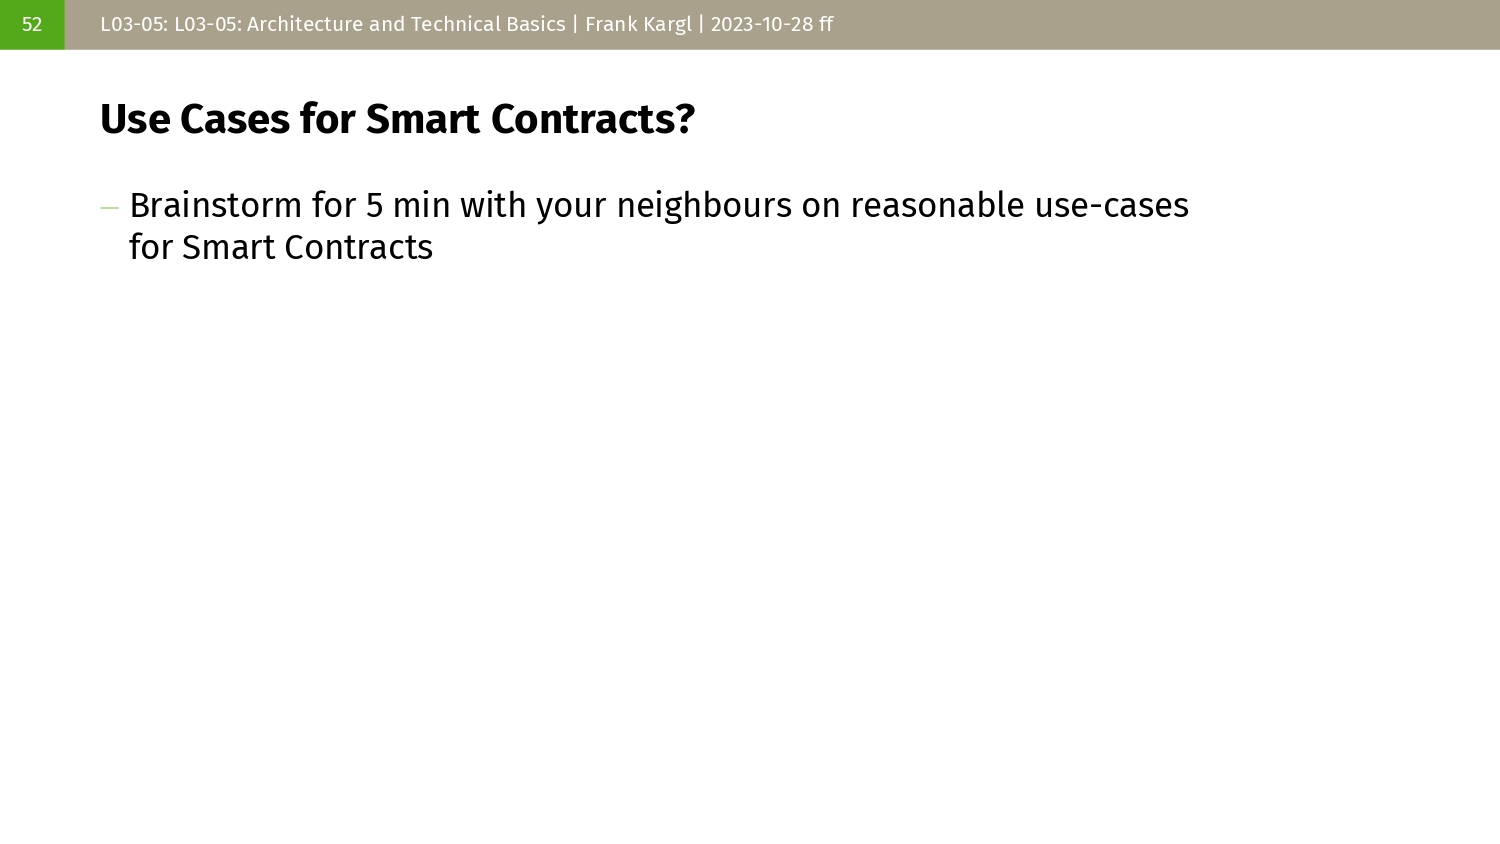 52
L03-05: L03-05: Architecture and Technical Basics | Frank Kargl | 2023-10-28 ff
Use Cases for Smart Contracts?
– Brainstorm for 5 min with your neighbours on reasonable use-cases
for Smart Contracts